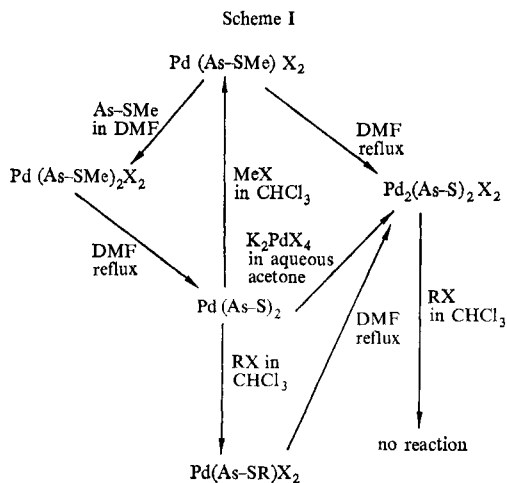 Scheme I
Pd (As–SMe) X₂
As–SMe
in DMF
DMF
reflux
Pd (As–SMe)₂X₂
MeX
in CHCl₃
Pd₂(As–S)₂ X₂
DMF
reflux
K₂PdX₄
in aqueous
acetone
Pd (As–S)₂
RX
in CHCl₃
DMF
reflux
RX in
CHCl₃
no reaction
Pd(As–SR)X₂